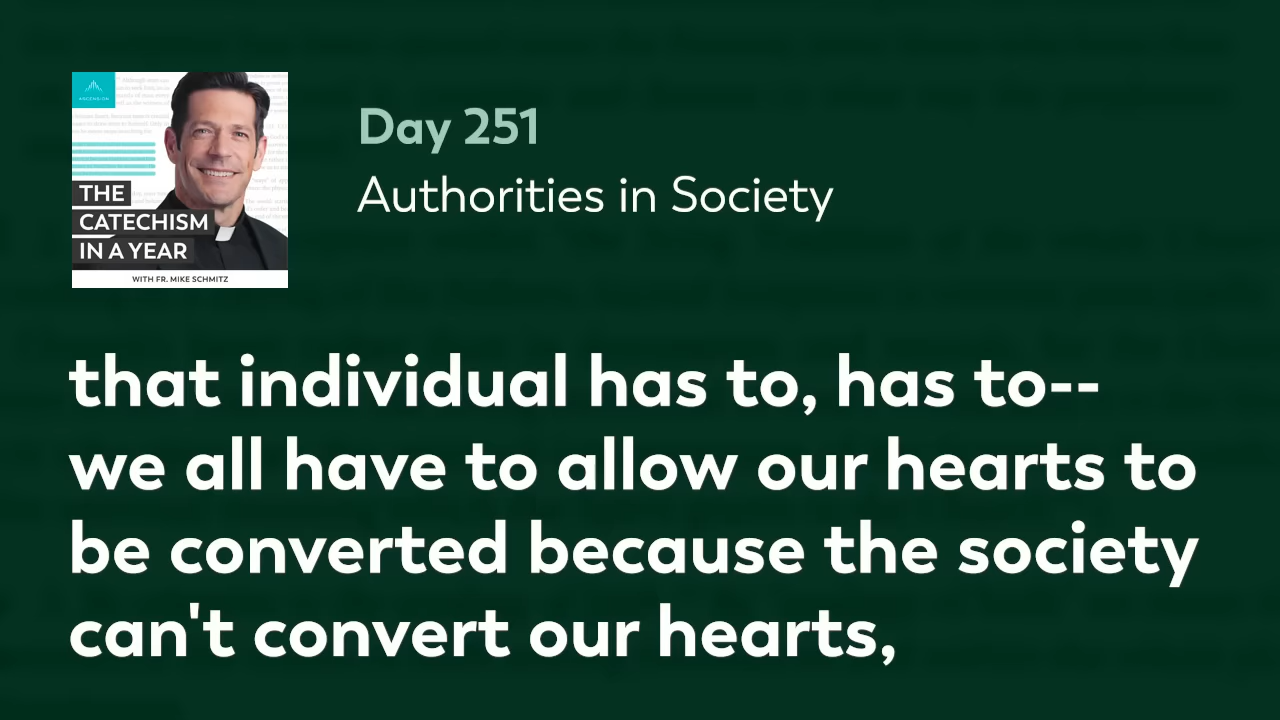 ASCENSION
THE
CATECHISM
IN A YEAR
WITH FR. MIKE SCHMITZ
Day 251
Authorities in Society
that individual has to, has to--
we all have to allow our hearts to
be converted because the society
can't convert our hearts,